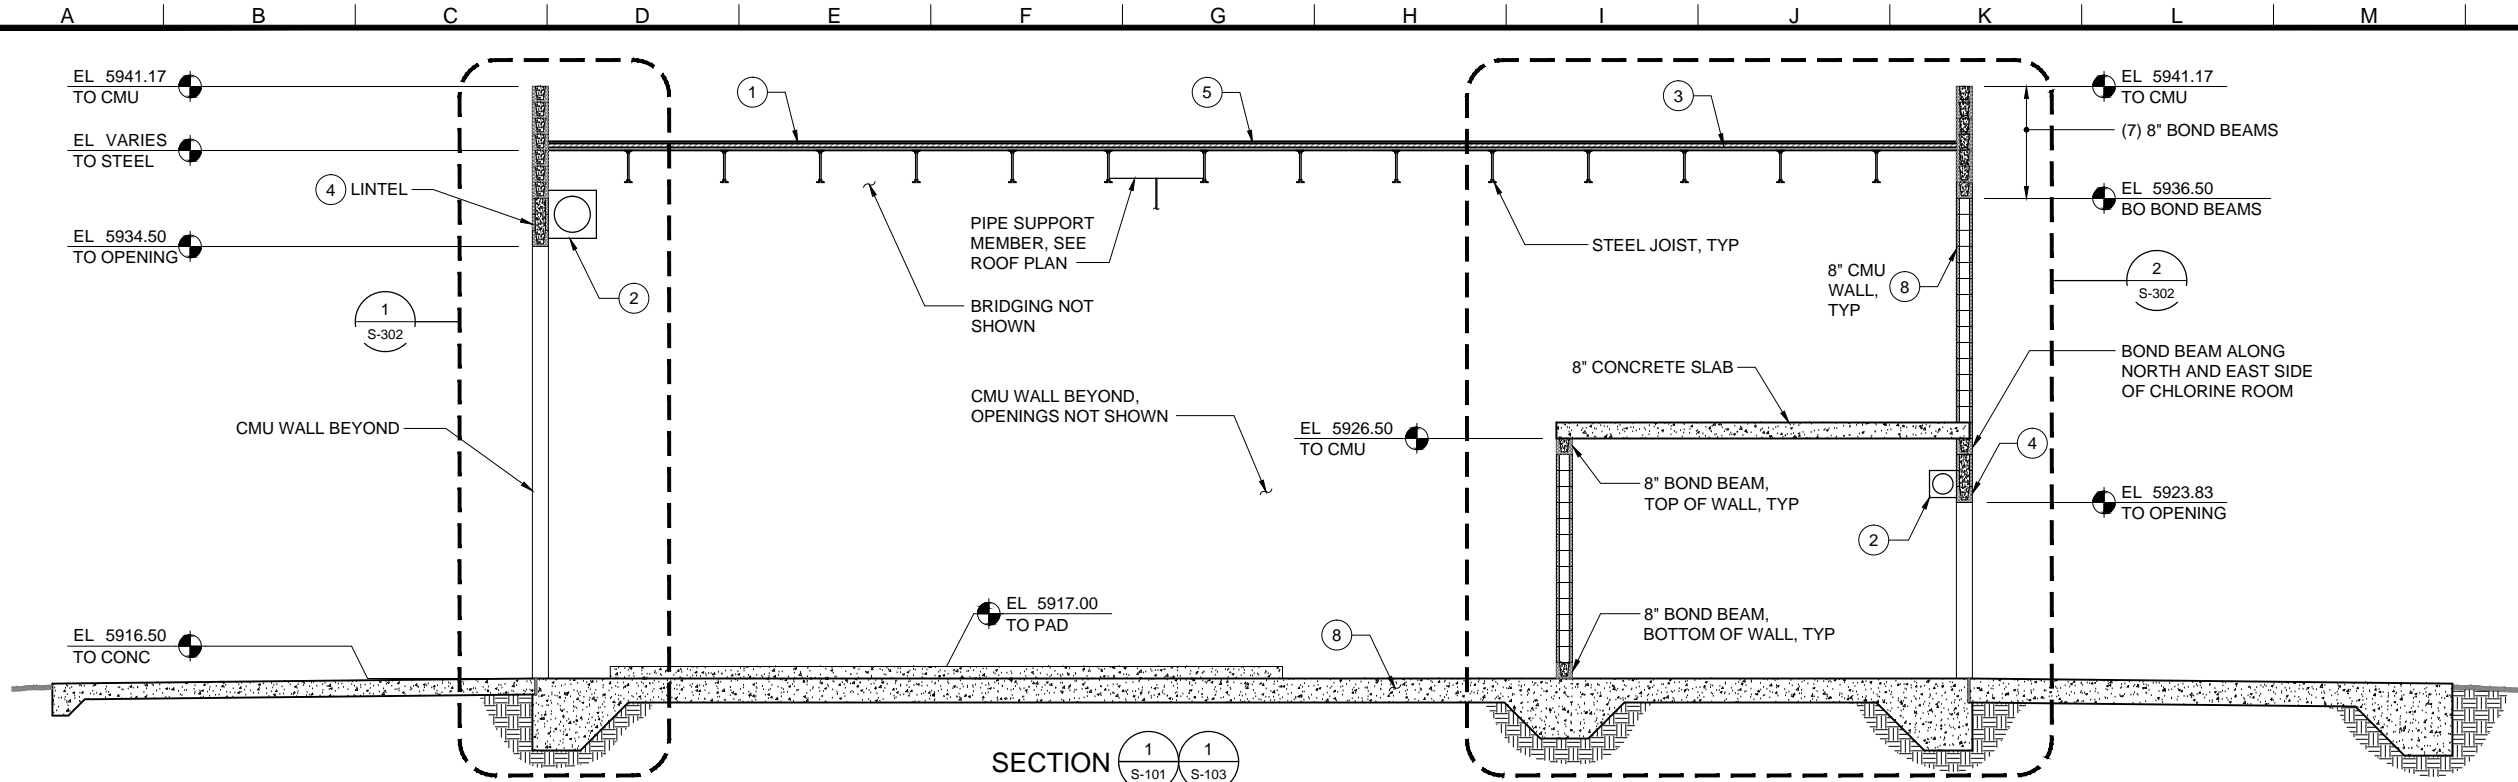 A B C D E F G H I J K L M
EL 5941.17
TO CMU
EL VARIES
TO STEEL
4 LINTEL
EL 5934.50
TO OPENING
1
S-302
CMU WALL BEYOND
EL 5916.50
TO CONC
1
5
3
2
PIPE SUPPORT
MEMBER, SEE
ROOF PLAN
BRIDGING NOT
SHOWN
CMU WALL BEYOND,
OPENINGS NOT SHOWN
EL 5917.00
TO PAD
STEEL JOIST, TYP
8" CONCRETE SLAB
EL 5926.50
TO CMU
8" BOND BEAM,
TOP OF WALL, TYP
8
8" BOND BEAM,
BOTTOM OF WALL, TYP
8" CMU
WALL,
TYP
8
2
4
EL 5941.17
TO CMU
(7) 8" BOND BEAMS
EL 5936.50
BO BOND BEAMS
2
S-302
BOND BEAM ALONG
NORTH AND EAST SIDE
OF CHLORINE ROOM
EL 5923.83
TO OPENING
SECTION
1
S-101
1
S-103